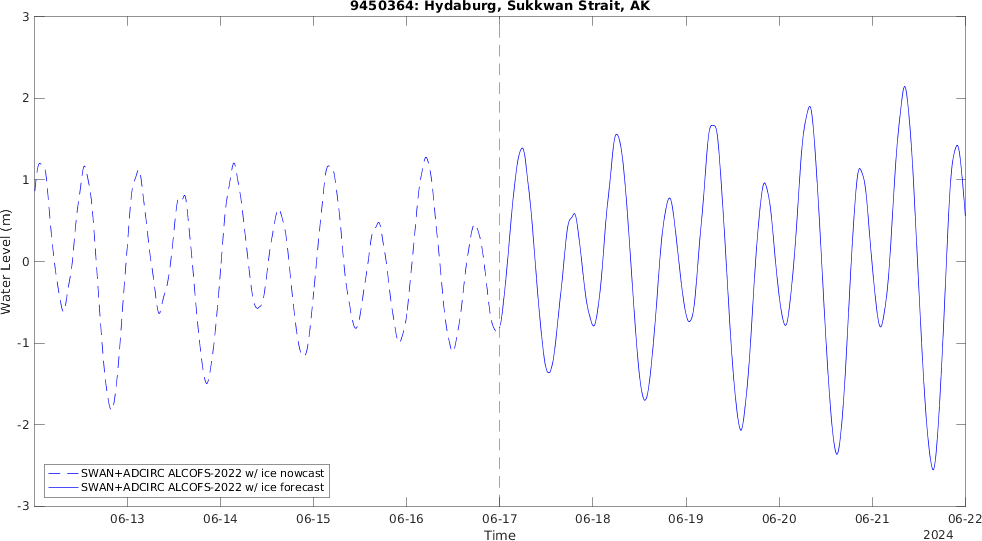 9450364: Hydaburg, Sukkwan Strait, AK
3
2
1
0
-1
-2
-3
Water Level (m)
SWAN+ADCIRC ALCOFS-2022 w/ ice nowcast
SWAN+ADCIRC ALCOFS-2022 w/ ice forecast
06-13 06-14 06-15 06-16 06-17 06-18 06-19 06-20 06-21 06-22
Time
2024